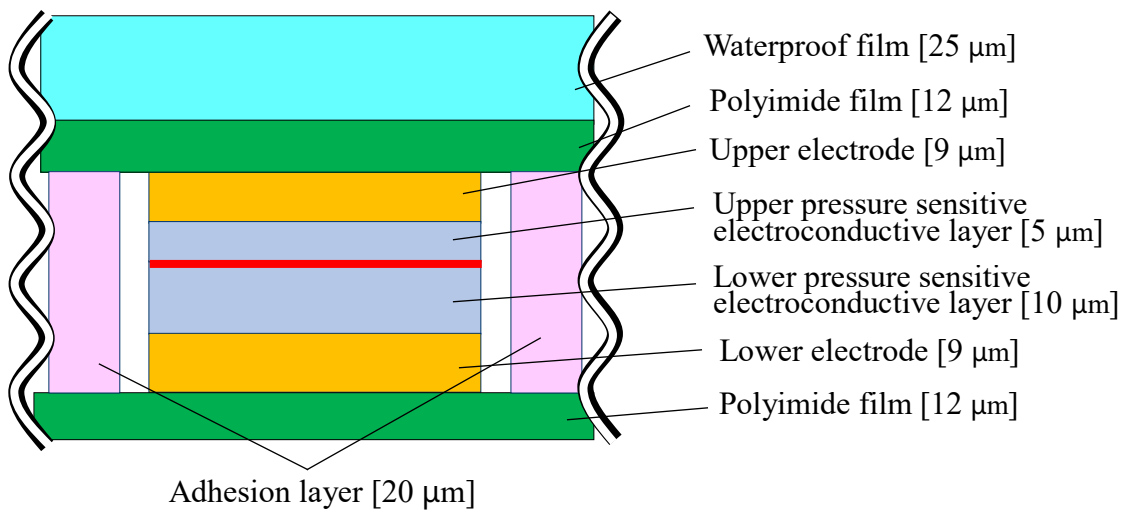 Waterproof film [25 μm]
Polyimide film [12 μm]
Upper electrode [9 μm]
Upper pressure sensitive
electroconductive layer [5 μm]
Lower pressure sensitive
electroconductive layer [10 μm]
Lower electrode [9 μm]
Polyimide film [12 μm]
Adhesion layer [20 μm]